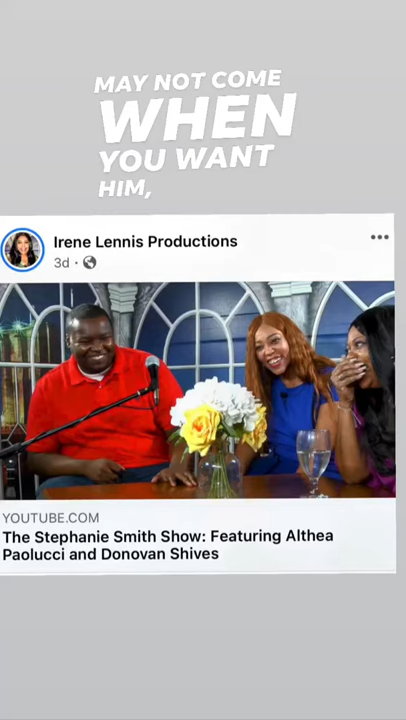 MAY NOT COME
WHEN
YOU WANT
HIM,
Irene Lennis Productions
3d ·
YOUTUBE.COM
The Stephanie Smith Show: Featuring Althea
Paolucci and Donovan Shives